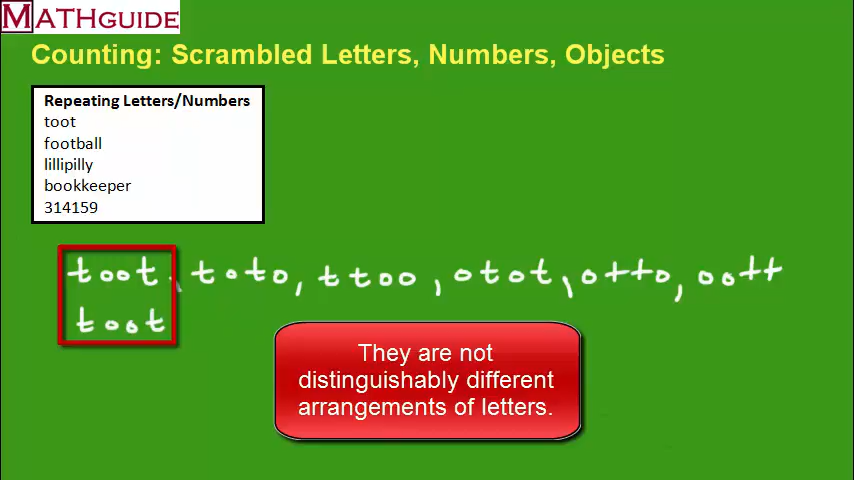 MATHGUIDE
Counting: Scrambled Letters, Numbers, Objects
Repeating Letters/Numbers
toot
football
lillipilly
bookkeeper
314159
toot, toto, ttoo, otot, otto, oott
toot
They are not
distinguishably different
arrangements of letters.